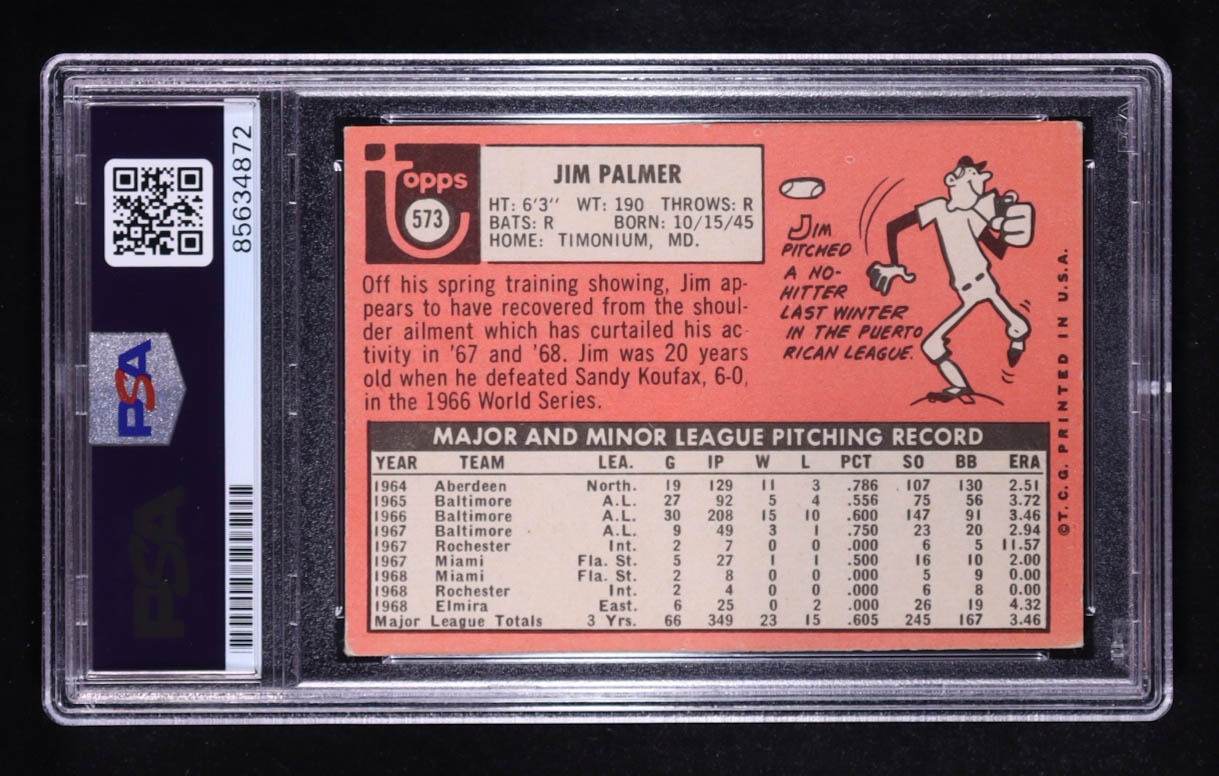 85634872
PSA
PSA
Topps
573
JIM PALMER
HT: 6'3" WT: 190 THROWS: R
BATS: R BORN: 10/15/45
HOME: TIMONIUM, MD.
Off his spring training showing, Jim ap-
pears to have recovered from the shoul-
der ailment which has curtailed his ac-
tivity in '67 and '68. Jim was 20 years
old when he defeated Sandy Koufax, 6-0,
in the 1966 World Series.
JIM
PITCHED
A NO-
HITTER
LAST WINTER
IN THE PUERTO
RICAN LEAGUE.
MAJOR AND MINOR LEAGUE PITCHING RECORD
YEAR TEAM LEA. G IP W L PCT SO BB ERA
1964 Aberdeen North. 19 129 11 3 .786 107 130 2.51
1965 Baltimore A.L. 27 92 5 4 .556 75 56 3.72
1966 Baltimore A.L. 30 208 15 10 .600 147 91 3.46
1967 Baltimore A.L. 9 49 3 1 .750 23 20 2.94
1967 Rochester Int. 2 7 0 0 .000 6 5 11.57
1967 Miami Fla. St. 5 27 1 1 .500 16 10 2.00
1968 Miami Fla. St. 2 8 0 0 .000 5 9 0.00
1968 Rochester Int. 2 4 0 0 .000 6 8 0.00
1968 Elmira East. 6 25 0 2 .000 26 19 4.32
Major League Totals 3 Yrs. 66 349 23 15 .605 245 167 3.46
© T. C. G. PRINTED IN U.S.A.